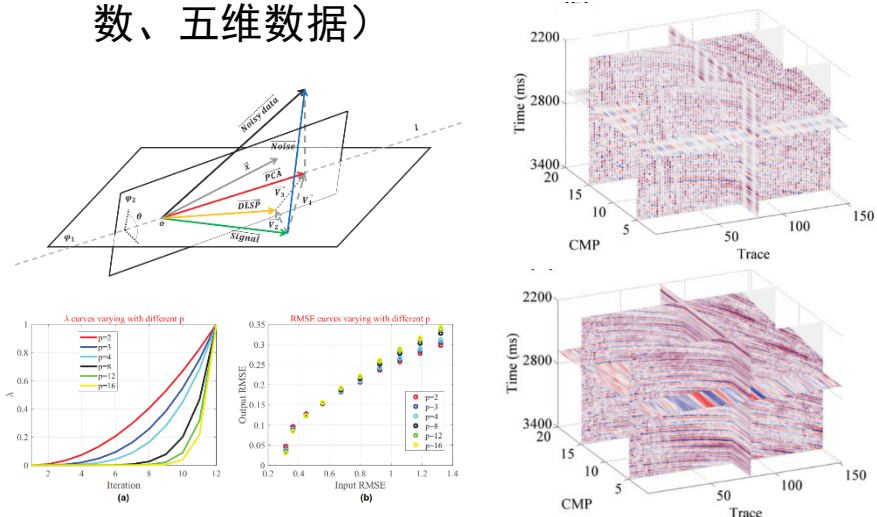 数、五维数据）
Noisy data
Noise
x
PCA
DLSP
Signal
V_3
V_1
V_2
l
φ_2
φ_1
θ
o
λ curves varying with different p
1
0.8
0.6
0.4
0.2
0
λ
p=2
p=3
p=4
p=8
p=12
p=16
2 4 6 8 10 12
Iteration
(a)
RMSE curves varying with different p
0.35
0.3
0.25
0.2
0.15
0.1
0.05
0
Output RMSE
p=2
p=3
p=4
p=8
p=12
p=16
0.2 0.4 0.6 0.8 1 1.2 1.4
Input RMSE
(b)
2200
2800
3400
Time (ms)
20
15
10
5
CMP
50
100
150
Trace
2200
2800
3400
Time (ms)
20
15
10
5
CMP
50
100
150
Trace